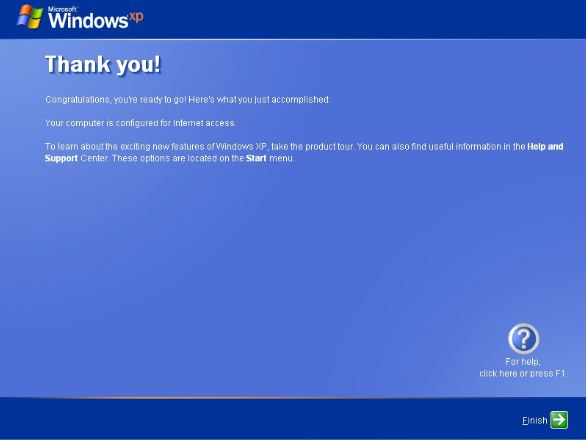 Microsoft
Windows xp
Thank you!
Congratulations, you're ready to go! Here's what you just accomplished:
Your computer is configured for Internet access.
To learn about the exciting new features of Windows XP, take the product tour. You can also find useful information in the Help and
Support Center. These options are located on the Start menu.
For help,
click here or press F1.
Finish